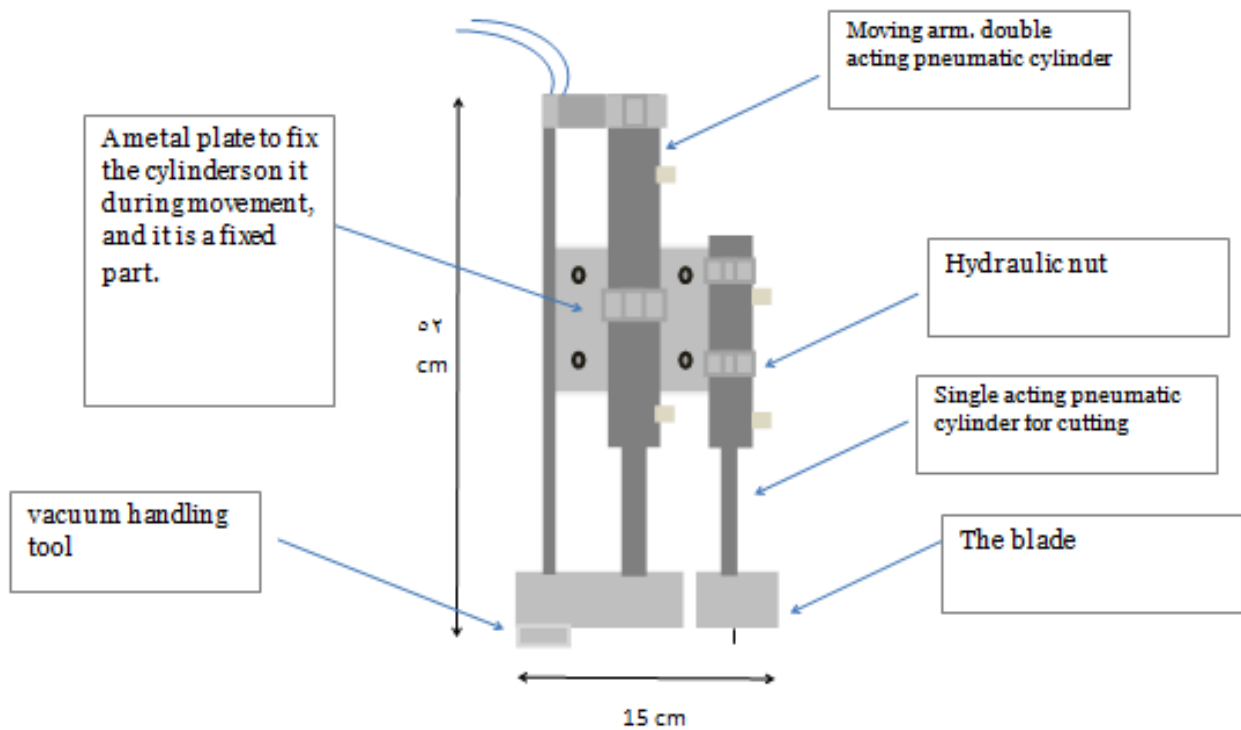 Moving arm. double
acting pneumatic cylinder
A metal plate to fix
the cylinders on it
during movement,
and it is a fixed
part.
Hydraulic nut
٥٢
cm
Single acting pneumatic
cylinder for cutting
vacuum handling
tool
The blade
15 cm